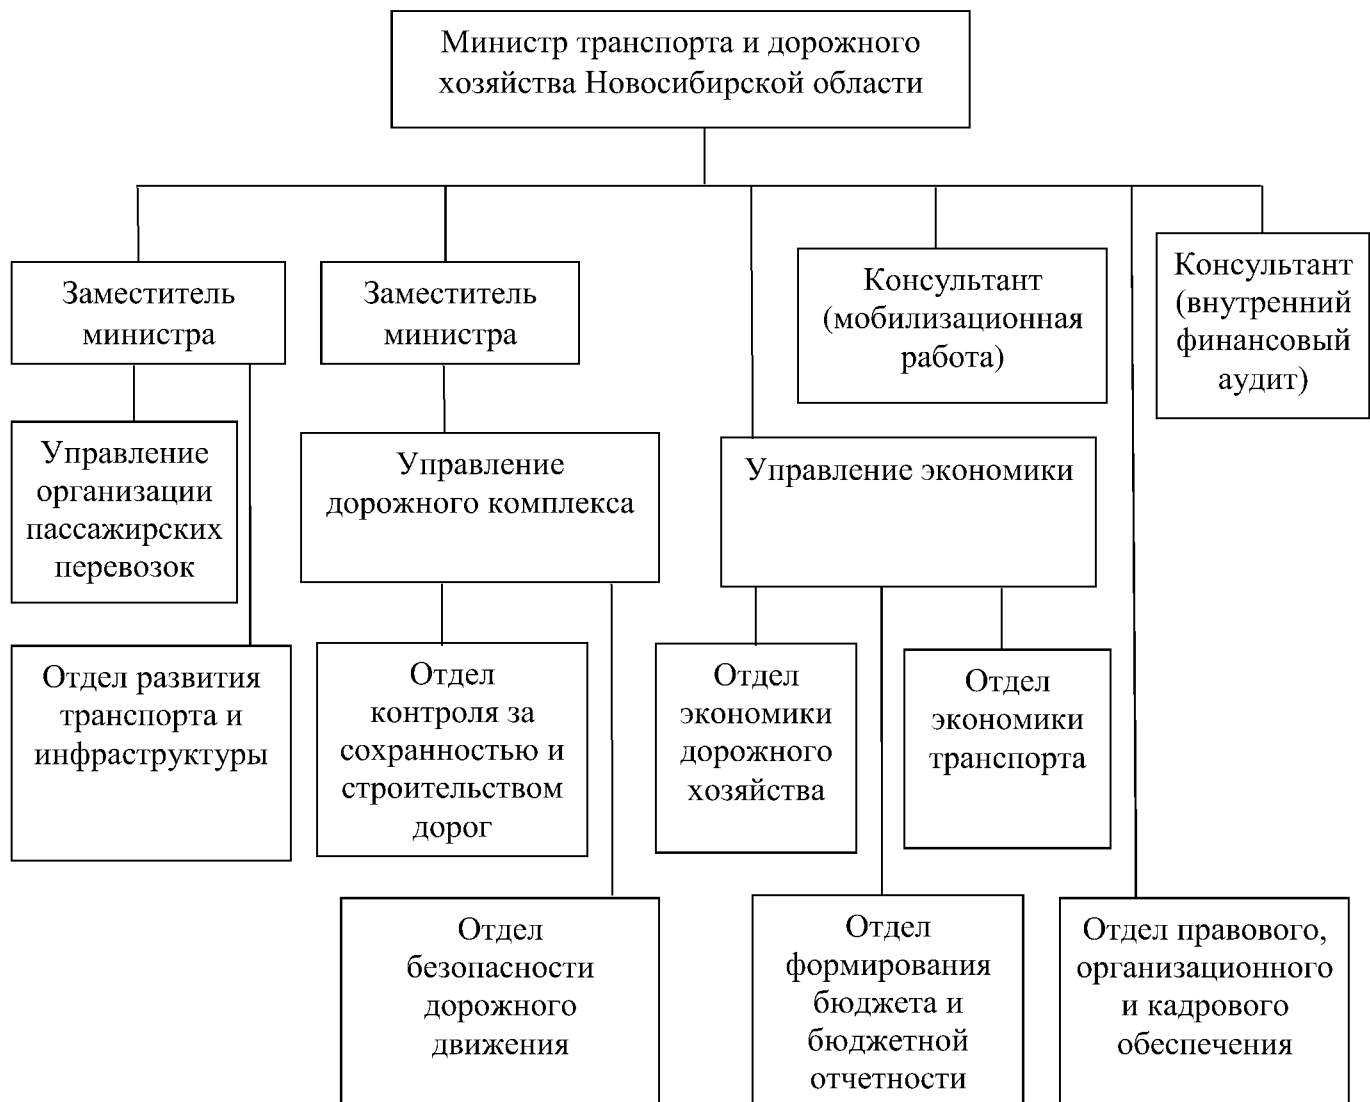 Министр транспорта и дорожного
хозяйства Новосибирской области
Заместитель
министра
Заместитель
министра
Консультант
(мобилизационная
работа)
Консультант
(внутренний
финансовый
аудит)
Управление
организации
пассажирских
перевозок
Управление
дорожного комплекса
Управление экономики
Отдел развития
транспорта и
инфраструктуры
Отдел
контроля за
сохранностью и
строительством
дорог
Отдел
экономики
дорожного
хозяйства
Отдел
экономики
транспорта
Отдел
безопасности
дорожного
движения
Отдел
формирования
бюджета и
бюджетной
отчетности
Отдел правового,
организационного
и кадрового
обеспечения